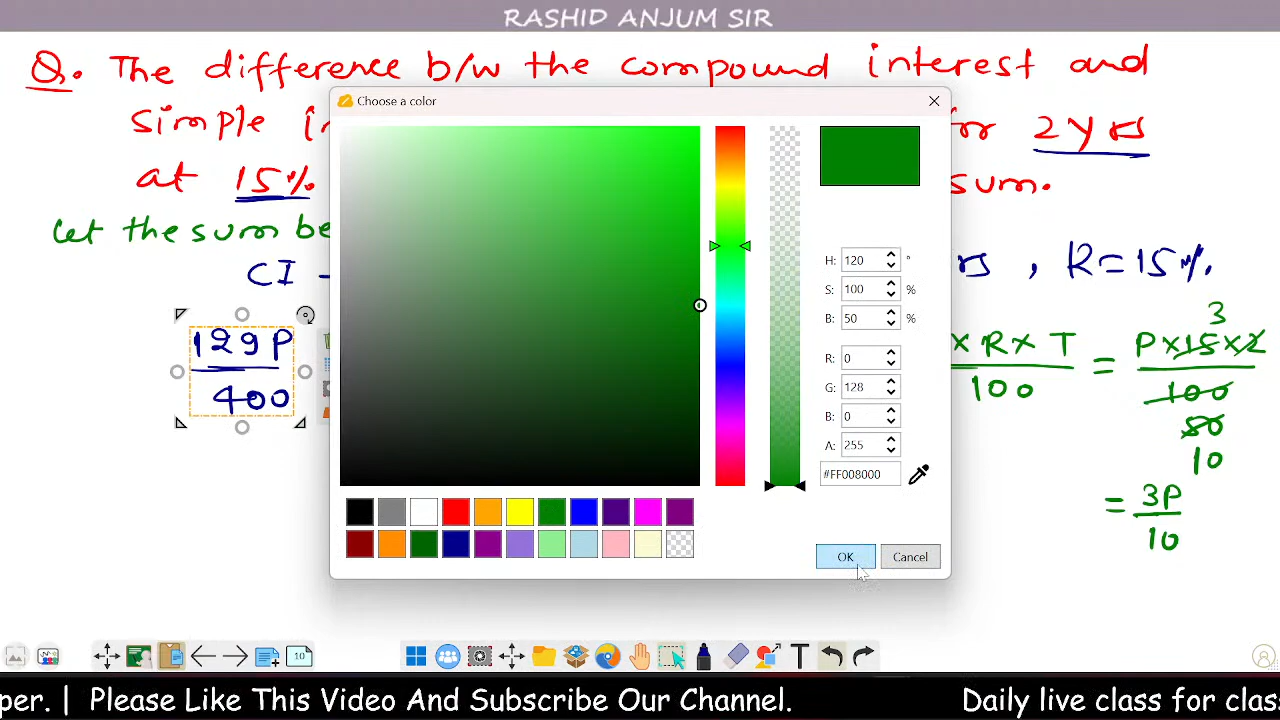 RASHID ANJUM SIR
Q. The difference b/w the compound interest and
simple
2 yrs
at 15%
sum.
Let the sum be
CI -
, R = 15%.
129P
400
× R × T
100
=
P × 15 × 2
3
100
50
10
= 3P
10
Choose a color
H: 120 °
S: 100 %
B: 50 %
R: 0
G: 128
B: 0
A: 255
#FF008000
OK Cancel
10
per. | Please Like This Video And Subscribe Our Channel.
Daily live class for clas